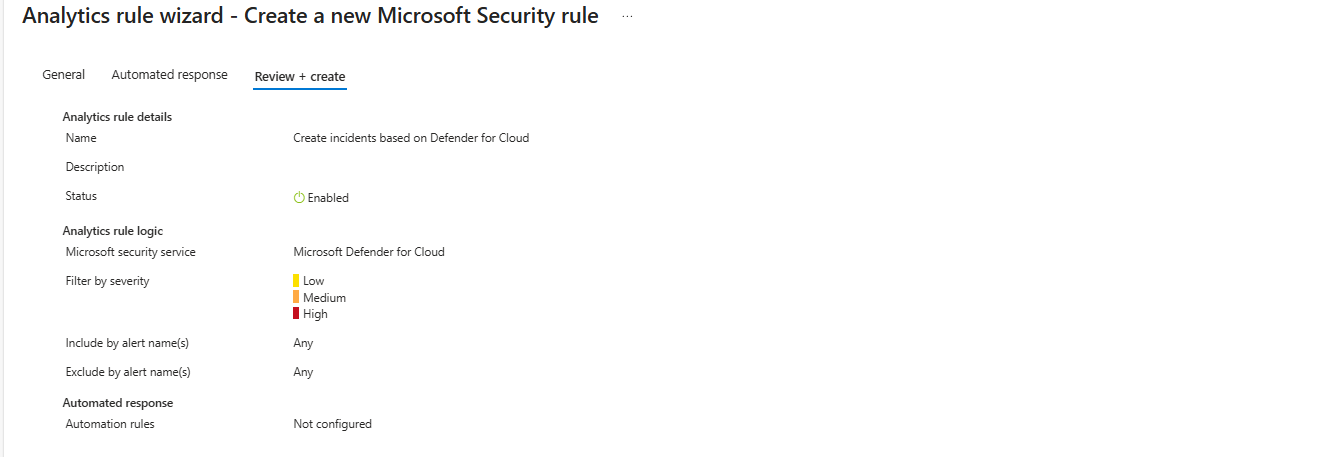 Analytics rule wizard - Create a new Microsoft Security rule ...
General Automated response Review + create
Analytics rule details
Name Create incidents based on Defender for Cloud
Description
Status Enabled
Analytics rule logic
Microsoft security service Microsoft Defender for Cloud
Filter by severity Low
Medium
High
Include by alert name(s) Any
Exclude by alert name(s) Any
Automated response
Automation rules Not configured